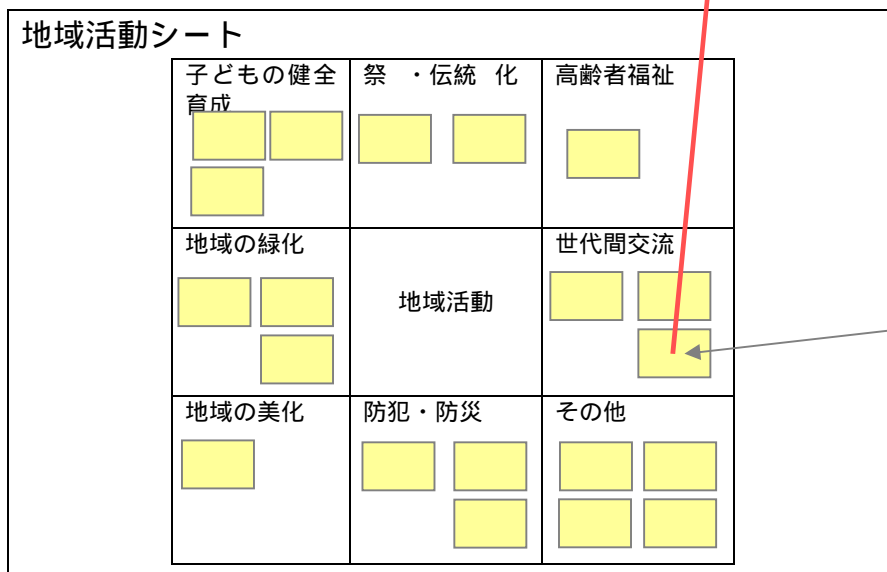 地域活動シート
子どもの健全
育成
祭　・伝統　化
高齢者福祉
地域の緑化
地域活動
世代間交流
地域の美化
防犯・防災
その他